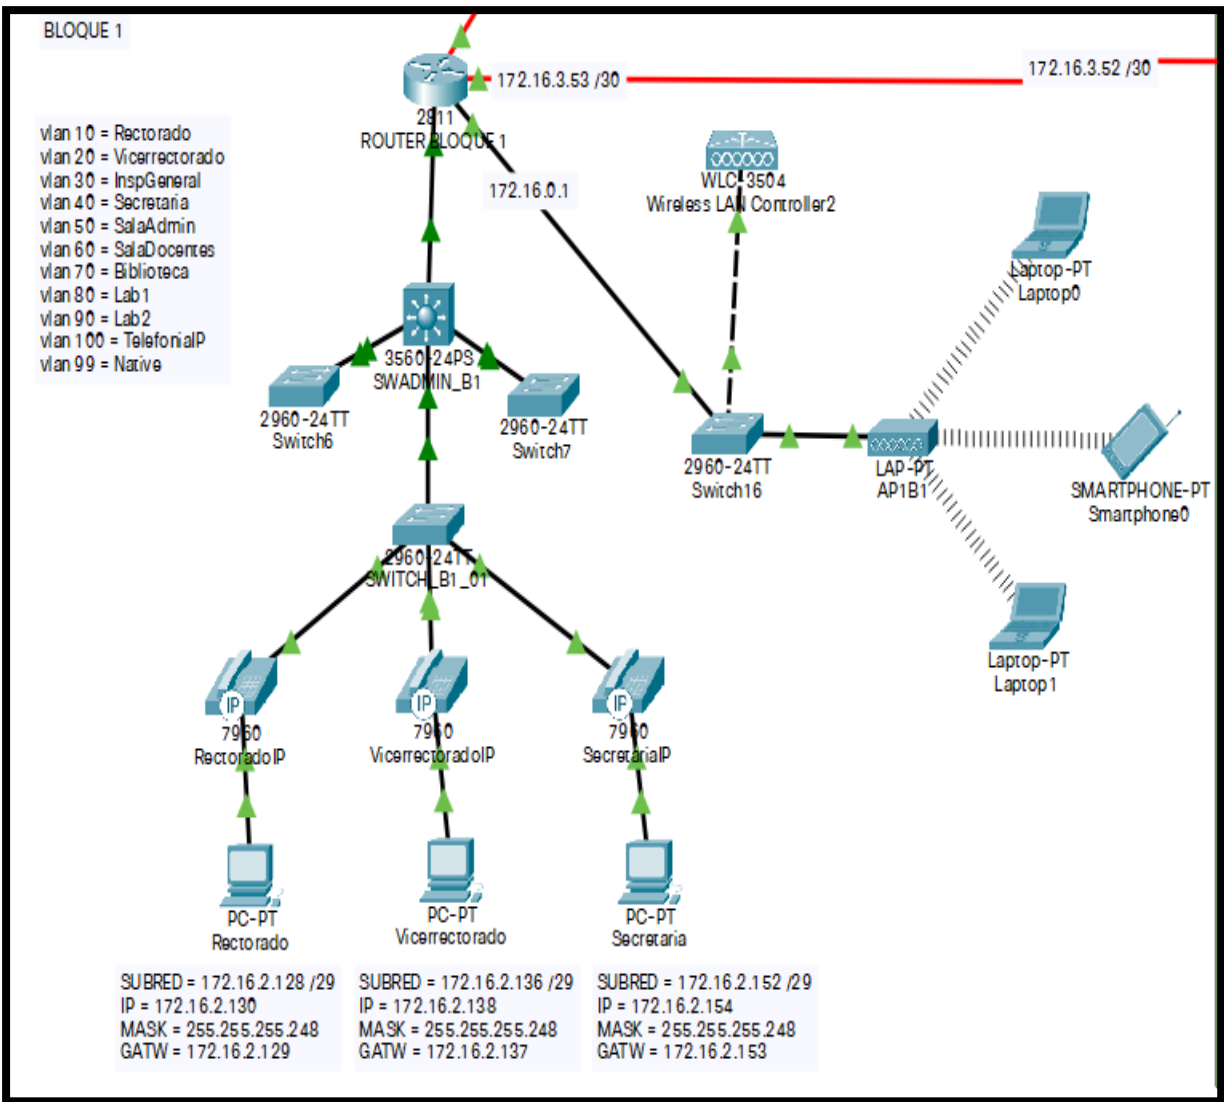 BLOQUE 1
172.16.3.53 /30
172.16.3.52 /30
2811
ROUTER BLOQUE 1
vlan 10 = Rectorado
vlan 20 = Vicerrectorado
vlan 30 = InspGeneral
vlan 40 = Secretaria
vlan 50 = SalaAdmin
vlan 60 = SalaDocentes
vlan 70 = Biblioteca
vlan 80 = Lab1
vlan 90 = Lab2
vlan 100 = TelefoniaIP
vlan 99 = Native
172.16.0.1
WLC-3504
Wireless LAN Controller2
Laptop-PT
Laptop0
3560-24PS
SWADMIN_B1
2960-24TT
Switch6
2960-24TT
Switch7
2960-24TT
Switch16
LAP-PT
AP1B1
SMARTPHONE-PT
Smartphone0
2960-24TT
SWITCH_B1_01
Laptop-PT
Laptop1
IP
7960
RectoradoIP
IP
7960
VicerrectoradoIP
IP
7960
SecretariaIP
PC-PT
Rectorado
PC-PT
Vicerrectorado
PC-PT
Secretaria
SUBRED = 172.16.2.128 /29
IP = 172.16.2.130
MASK = 255.255.255.248
GATW = 172.16.2.129
SUBRED = 172.16.2.136 /29
IP = 172.16.2.138
MASK = 255.255.255.248
GATW = 172.16.2.137
SUBRED = 172.16.2.152 /29
IP = 172.16.2.154
MASK = 255.255.255.248
GATW = 172.16.2.153